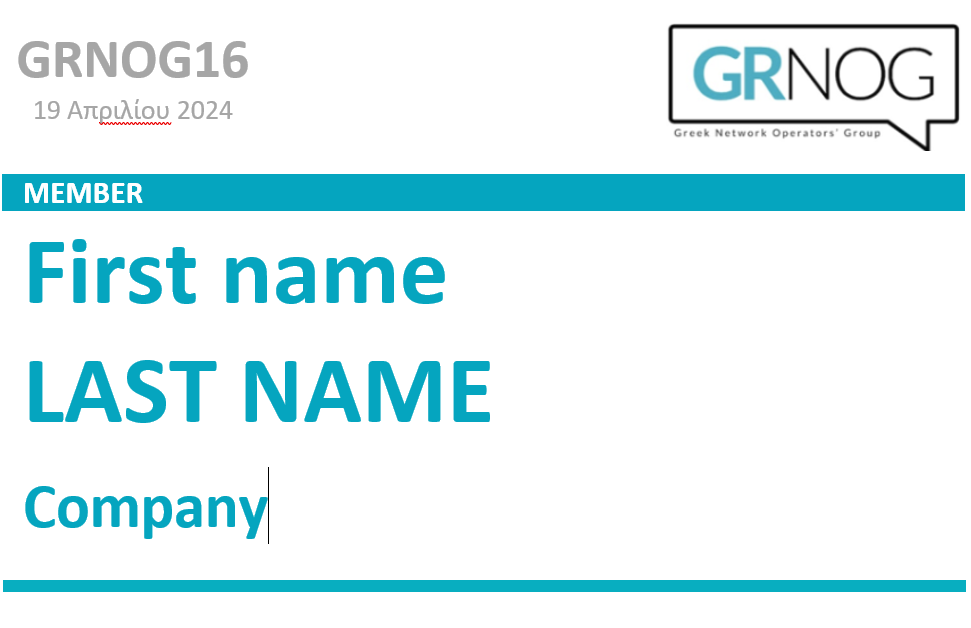 GRNOG16
19 Απριλίου 2024
GRNOG
Greek Network Operators' Group
MEMBER
First name
LAST NAME
Company